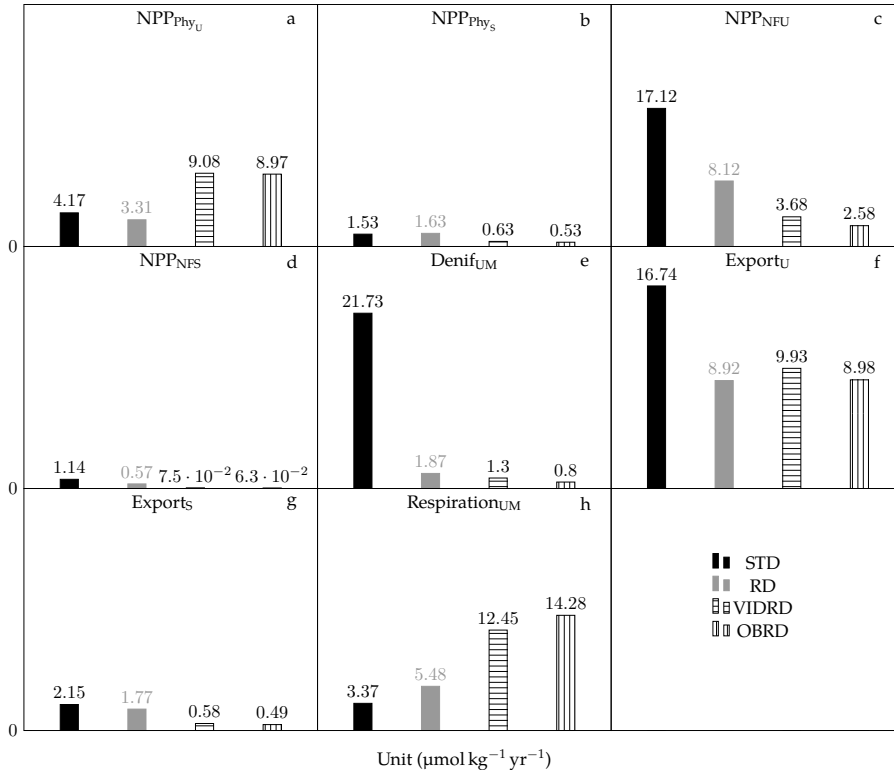 NPP_Phy_U a
NPP_Phy_S b
NPP_NFU c
4.17 3.31 9.08 8.97
1.53 1.63 0.63 0.53
17.12 8.12 3.68 2.58
0
NPP_NFS d
Denif_UM e
Export_U f
1.14 0.57 7.5 · 10⁻² 6.3 · 10⁻²
21.73 1.87 1.3 0.8
16.74 8.92 9.93 8.98
0
Export_S g
Respiration_UM h
2.15 1.77 0.58 0.49
3.37 5.48 12.45 14.28
0
STD
RD
VIDRD
OBRD
Unit (µmol kg⁻¹ yr⁻¹)